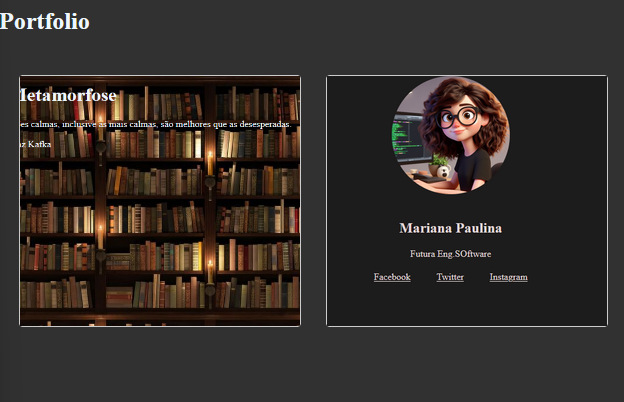 Portfolio
Metamorfose
es calmas, inclusive as mais calmas, são melhores que as desesperadas.
az Kafka
Mariana Paulina
Futura Eng.SOftware
Facebook Twitter Instagram